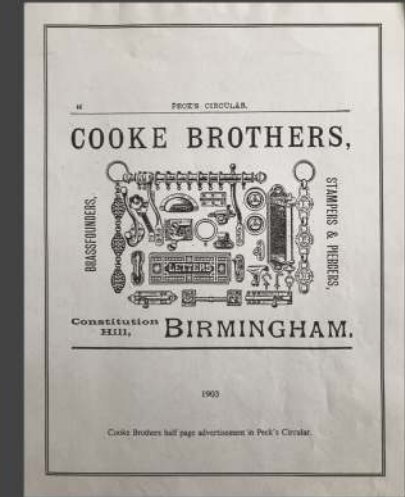 PECK'S CIRCULAR.
COOKE BROTHERS,
BRASSFOUNDERS,
STAMPERS & PIERCERS,
LETTERS
Constitution
Hill,
BIRMINGHAM.
1903
Cooke Brothers half page advertisement in Peck's Circular.